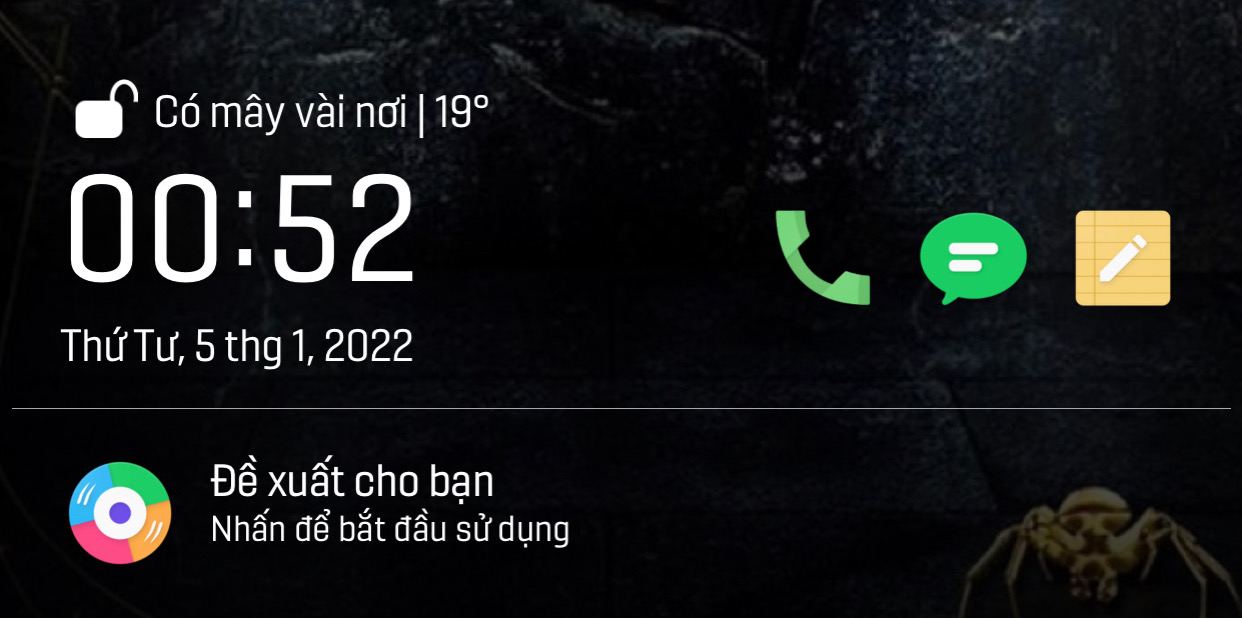 Có mây vài nơi | 19°
00:52
Thứ Tư, 5 thg 1, 2022
Đề xuất cho bạn
Nhấn để bắt đầu sử dụng